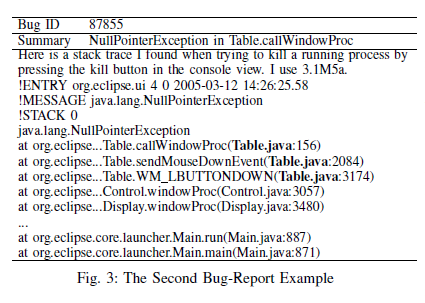 Bug ID 87855
Summary NullPointerException in Table.callWindowProc
Here is a stack trace I found when trying to kill a running process by
pressing the kill button in the console view. I use 3.1M5a.
!ENTRY org.eclipse.ui 4 0 2005-03-12 14:26:25.58
!MESSAGE java.lang.NullPointerException
!STACK 0
java.lang.NullPointerException
at org.eclipse...Table.callWindowProc(Table.java:156)
at org.eclipse...Table.sendMouseDownEvent(Table.java:2084)
at org.eclipse...Table.WM_LBUTTONDOWN(Table.java:3174)
at org.eclipse...Control.windowProc(Control.java:3057)
at org.eclipse...Display.windowProc(Display.java:3480)
...
at org.eclipse.core.launcher.Main.run(Main.java:887)
at org.eclipse.core.launcher.Main.main(Main.java:871)
Fig. 3: The Second Bug-Report Example